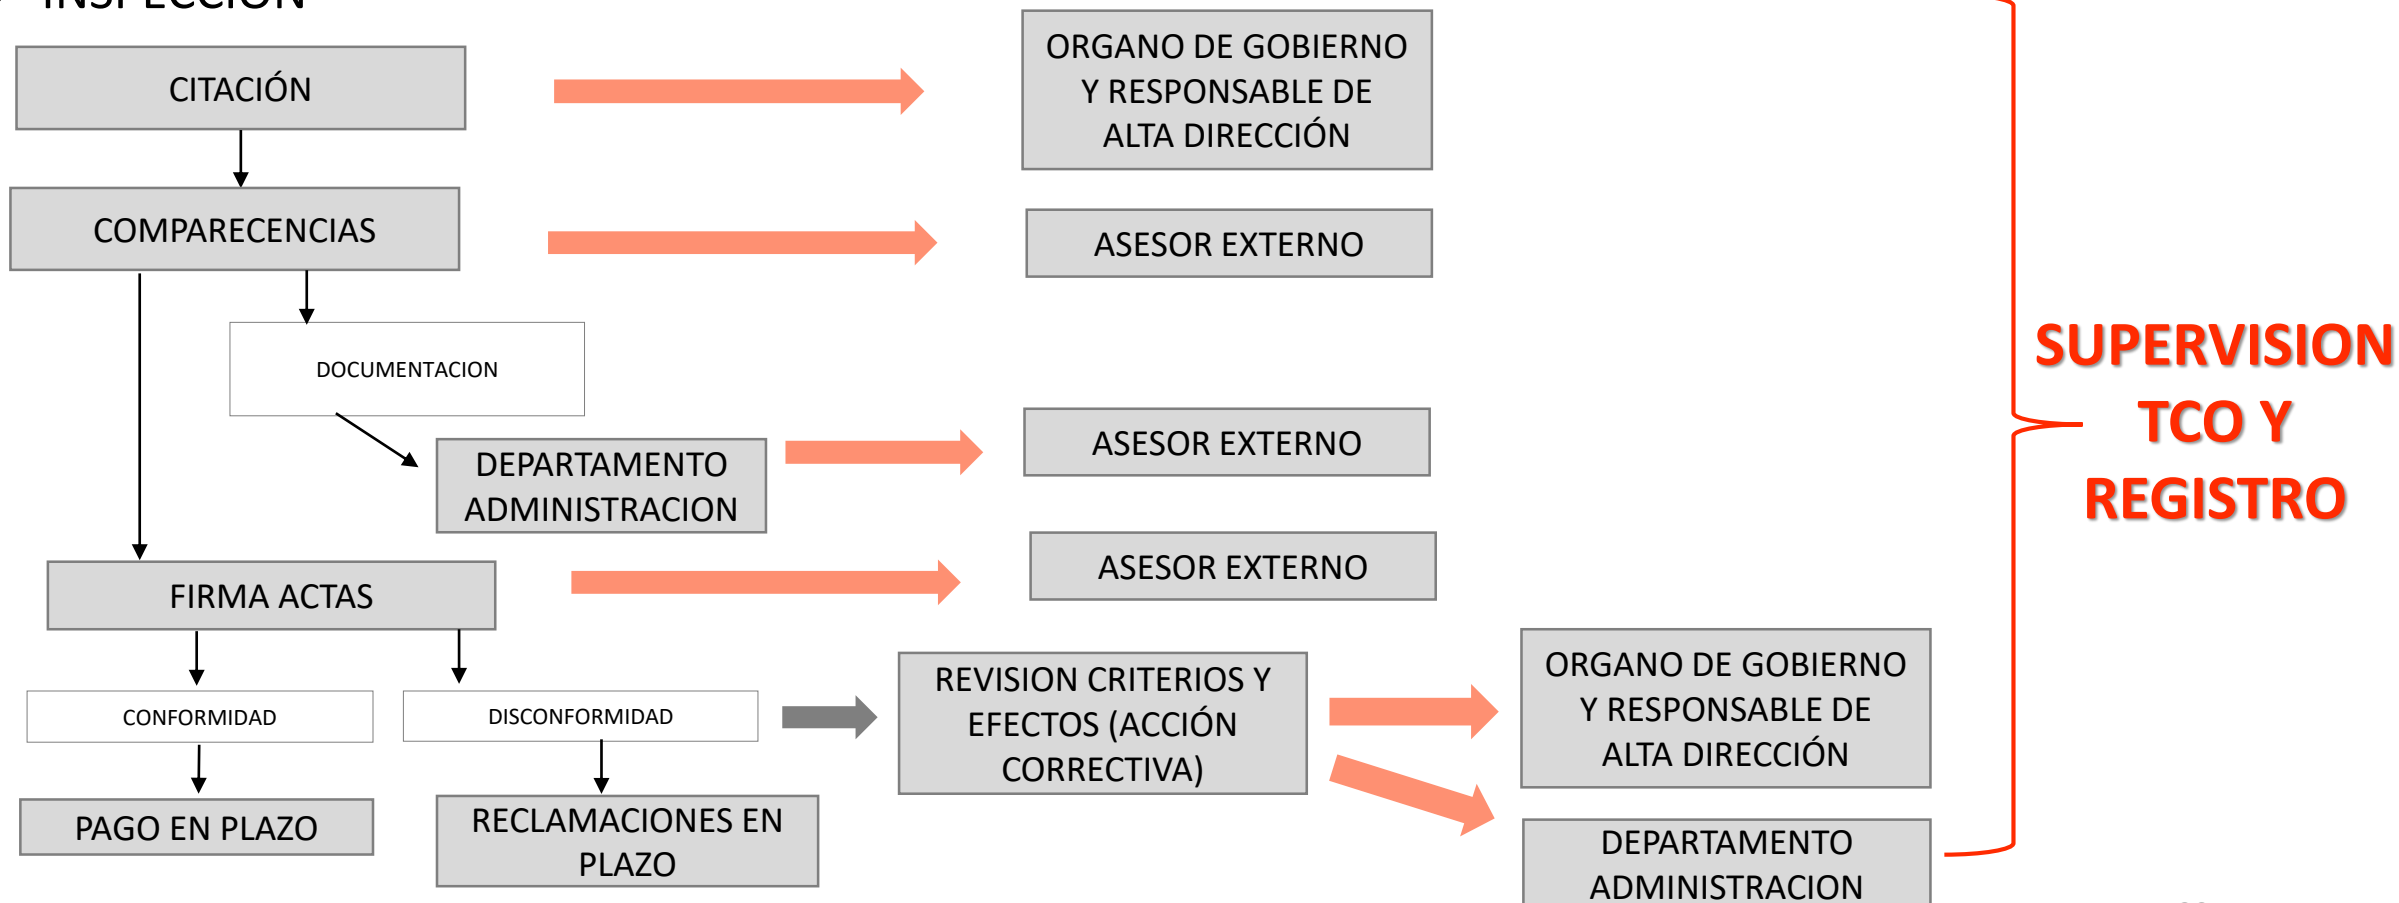 INSPECCIÓN
CITACIÓN
ORGANO DE GOBIERNO
Y RESPONSABLE DE
ALTA DIRECCIÓN
COMPARECENCIAS
ASESOR EXTERNO
DOCUMENTACION
DEPARTAMENTO
ADMINISTRACION
ASESOR EXTERNO
FIRMA ACTAS
ASESOR EXTERNO
CONFORMIDAD
DISCONFORMIDAD
REVISION CRITERIOS Y
EFECTOS (ACCIÓN
CORRECTIVA)
ORGANO DE GOBIERNO
Y RESPONSABLE DE
ALTA DIRECCIÓN
PAGO EN PLAZO
RECLAMACIONES EN
PLAZO
DEPARTAMENTO
ADMINISTRACION
SUPERVISION
TCO Y
REGISTRO